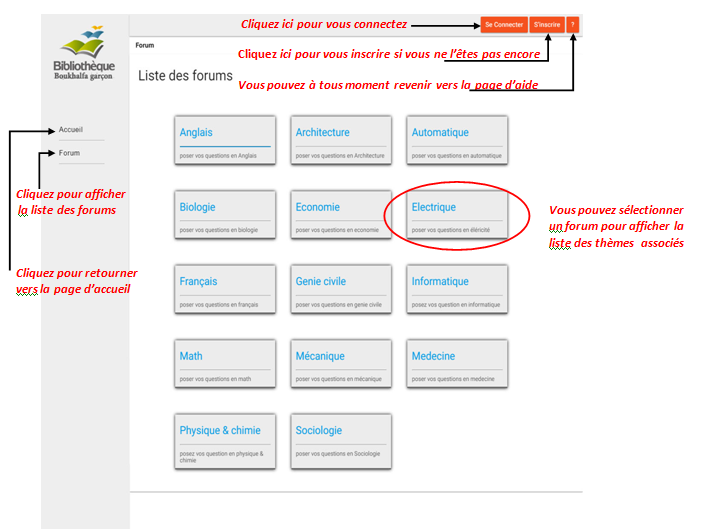 Cliquez ici pour vous connectez
Se Connecter
S'inscrire
?
Forum
Cliquez ici pour vous inscrire si vous ne l'êtes pas encore
Bibliothèque
Boukhalfa garçon
Liste des forums
Vous pouvez à tous moment revenir vers la page d'aide
Accueil
Forum
Anglais
poser vos questions en Anglais
Architecture
poser vos questions en Architecture
Automatique
poser vos questions en automatique
Cliquez pour afficher
la liste des forums
Biologie
poser vos questions en biologie
Economie
poser vos questions en economie
Electrique
poser vos questions en éltricité
Vous pouvez sélectionner
un forum pour afficher la
liste des thèmes associés
Cliquez pour retourner
vers la page d'accueil
Français
poser vos questions en français
Genie civile
poser vos questions en genie civile
Informatique
posez vos question en informatique
Math
poser vos questions en math
Mécanique
poser vos questions en mécanique
Medecine
poser vos questions en medecine
Physique & chimie
posez vos question en physique &
chimie
Sociologie
poser vos questions en Sociologie